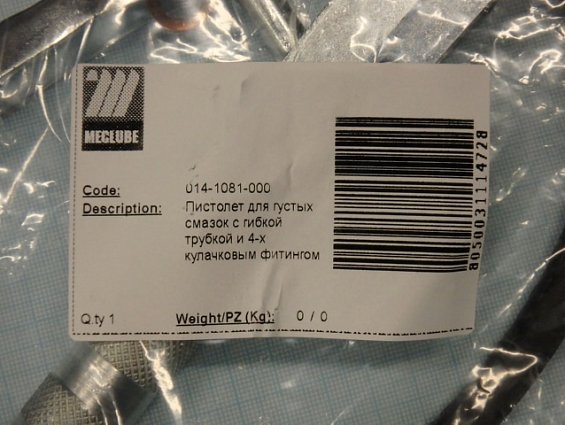 MECLUBE
Code: 014-1081-000
Description: Пистолет для густых
смазок с гибкой
трубкой и 4-х
кулачковым фитингом
Q.ty 1 Weight/PZ (Kg): 0 / 0
8050031114728